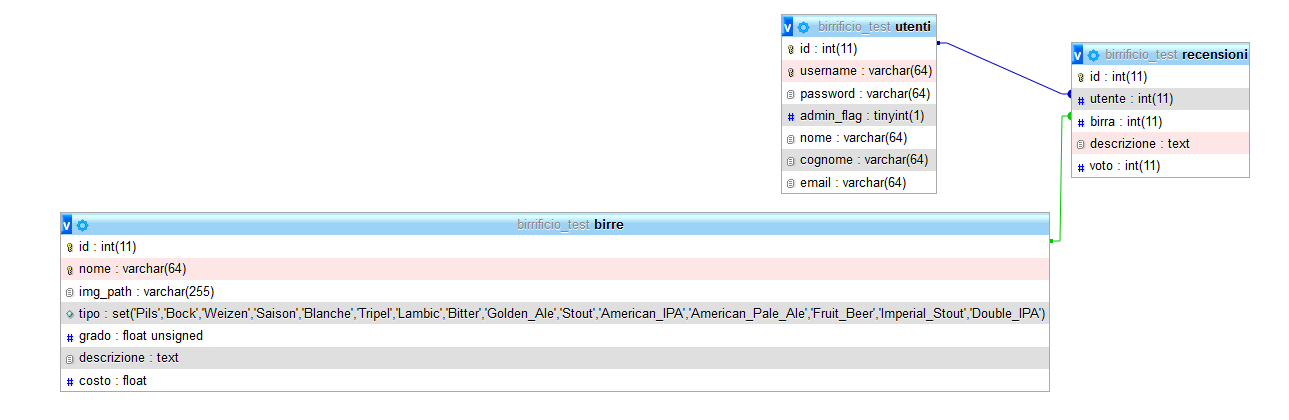 birrificio_test utenti
id : int(11)
username : varchar(64)
password : varchar(64)
admin_flag : tinyint(1)
nome : varchar(64)
cognome : varchar(64)
email : varchar(64)
birrificio_test recensioni
id : int(11)
utente : int(11)
birra : int(11)
descrizione : text
voto : int(11)
birrificio_test birre
id : int(11)
nome : varchar(64)
img_path : varchar(255)
tipo : set('Pils','Bock','Weizen','Saison','Blanche','Tripel','Lambic','Bitter','Golden_Ale','Stout','American_IPA','American_Pale_Ale','Fruit_Beer','Imperial_Stout','Double_IPA')
grado : float unsigned
descrizione : text
costo : float